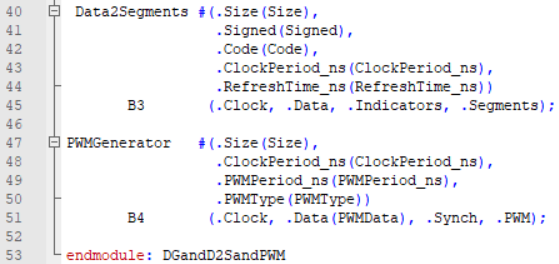 40 Data2Segments #(.Size(Size),
41 .Signed(Signed),
42 .Code(Code),
43 .ClockPeriod_ns(ClockPeriod_ns),
44 .RefreshTime_ns(RefreshTime_ns))
45 B3 (.Clock, .Data, .Indicators, .Segments);
46
47 PWMGenerator #(.Size(Size),
48 .ClockPeriod_ns(ClockPeriod_ns),
49 .PWMPeriod_ns(PWMPeriod_ns),
50 .PWMType(PWMType))
51 B4 (.Clock, .Data(PWMData), .Synch, .PWM);
52
53 endmodule: DGandD2SandPWM